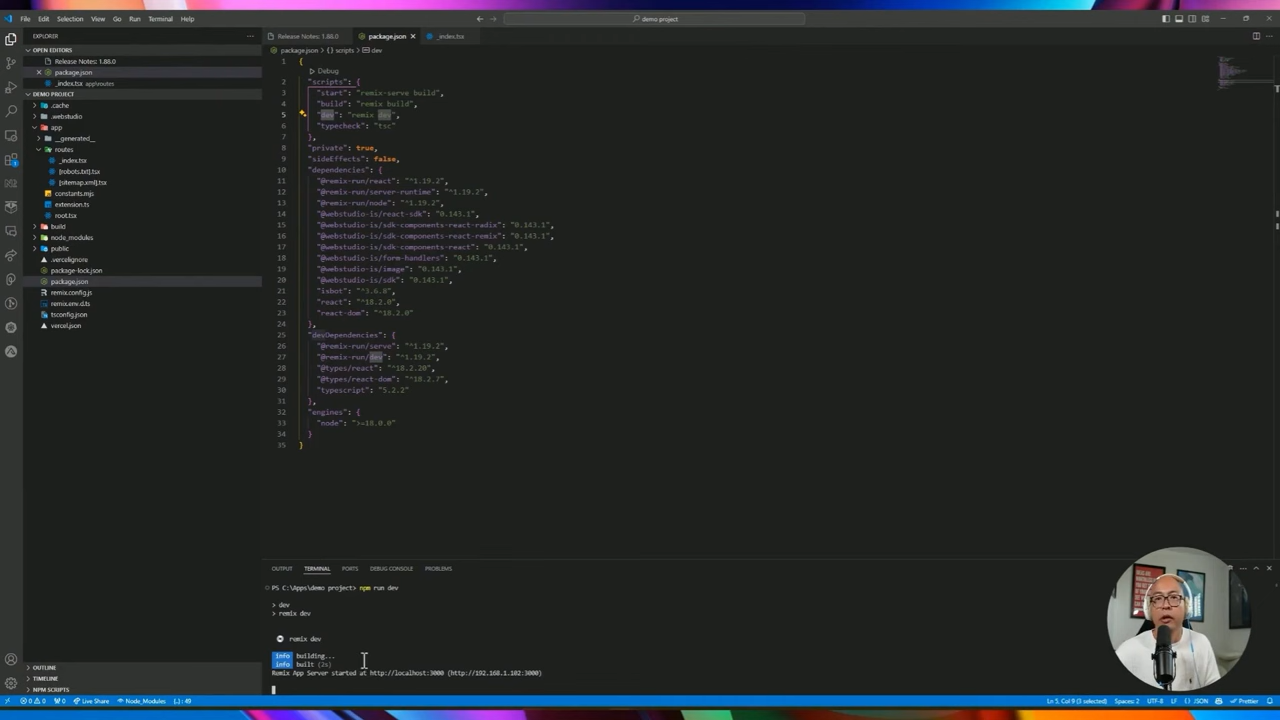 File Edit Selection View Go Run Terminal Help
demo project
EXPLORER
OPEN EDITORS
Release Notes: 1.88.0
package.json
_index.tsx app\routes
DEMO PROJECT
.cache
.webstudio
app
__generated__
routes
_index.tsx
[robots.txt].tsx
[sitemap.xml].tsx
constants.mjs
extension.ts
root.tsx
build
node_modules
public
.vercelignore
package-lock.json
package.json
remix.config.js
remix.env.d.ts
tsconfig.json
vercel.json
OUTLINE
TIMELINE
NPM SCRIPTS
Release Notes: 1.88.0 package.json _index.tsx
package.json > {} scripts > dev
1 {
Debug
2 "scripts": {
3 "start": "remix-serve build",
4 "build": "remix build",
5 "dev": "remix dev",
6 "typecheck": "tsc"
7 },
8 "private": true,
9 "sideEffects": false,
10 "dependencies": {
11 "@remix-run/react": "^1.19.2",
12 "@remix-run/server-runtime": "^1.19.2",
13 "@remix-run/node": "^1.19.2",
14 "@webstudio-is/react-sdk": "0.143.1",
15 "@webstudio-is/sdk-components-react-radix": "0.143.1",
16 "@webstudio-is/sdk-components-react-remix": "0.143.1",
17 "@webstudio-is/sdk-components-react": "0.143.1",
18 "@webstudio-is/form-handlers": "0.143.1",
19 "@webstudio-is/image": "0.143.1",
20 "@webstudio-is/sdk": "0.143.1",
21 "isbot": "^3.6.8",
22 "react": "^18.2.0",
23 "react-dom": "^18.2.0"
24 },
25 "devDependencies": {
26 "@remix-run/serve": "^1.19.2",
27 "@remix-run/dev": "^1.19.2",
28 "@types/react": "^18.2.20",
29 "@types/react-dom": "^18.2.7",
30 "typescript": "5.2.2"
31 },
32 "engines": {
33 "node": ">=18.0.0"
34 }
35 }
OUTPUT TERMINAL PORTS DEBUG CONSOLE PROBLEMS
PS C:\Apps\demo project> npm run dev
> dev
> remix dev
remix dev
info building...
info built (2s)
Remix App Server started at http://localhost:3000 (http://192.168.1.102:3000)
0 0 0 Live Share Node_Modules {..}: 49
Ln 5, Col 9 (3 selected) Spaces: 2 UTF-8 LF {} JSON Prettier